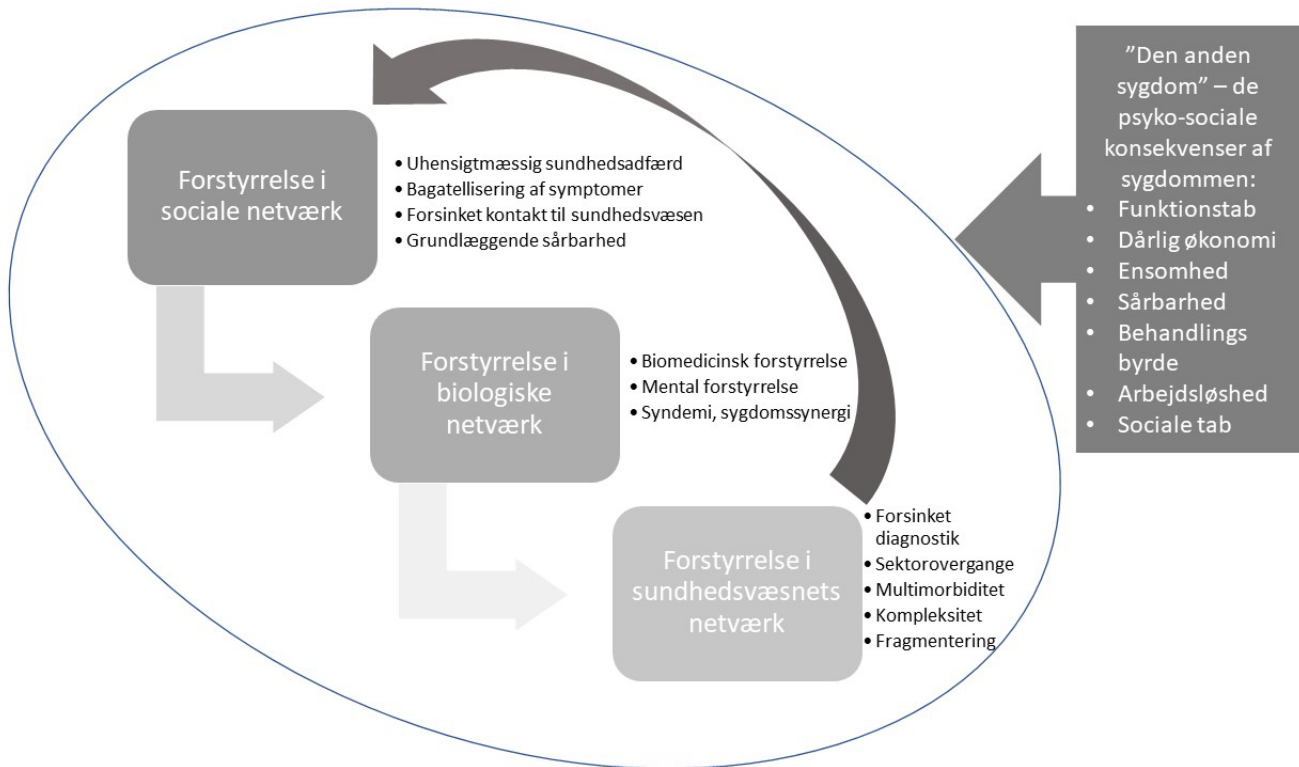 Forstyrrelse i
sociale netværk
• Uhensigtmæssig sundhedsadfærd
• Bagatellisering af symptomer
• Forsinket kontakt til sundhedsvæsen
• Grundlæggende sårbarhed
Forstyrrelse i
biologiske
netværk
• Biomedicinsk forstyrrelse
• Mental forstyrrelse
• Syndemi, sygdomssynergi
Forstyrrelse i
sundhedsvæsnets
netværk
• Forsinket
diagnostik
• Sektorovergange
• Multimorbiditet
• Kompleksitet
• Fragmentering
”Den anden
sygdom” – de
psyko-sociale
konsekvenser af
sygdommen:
• Funktionstab
• Dårlig økonomi
• Ensomhed
• Sårbarhed
• Behandlings
byrde
• Arbejdsløshed
• Sociale tab